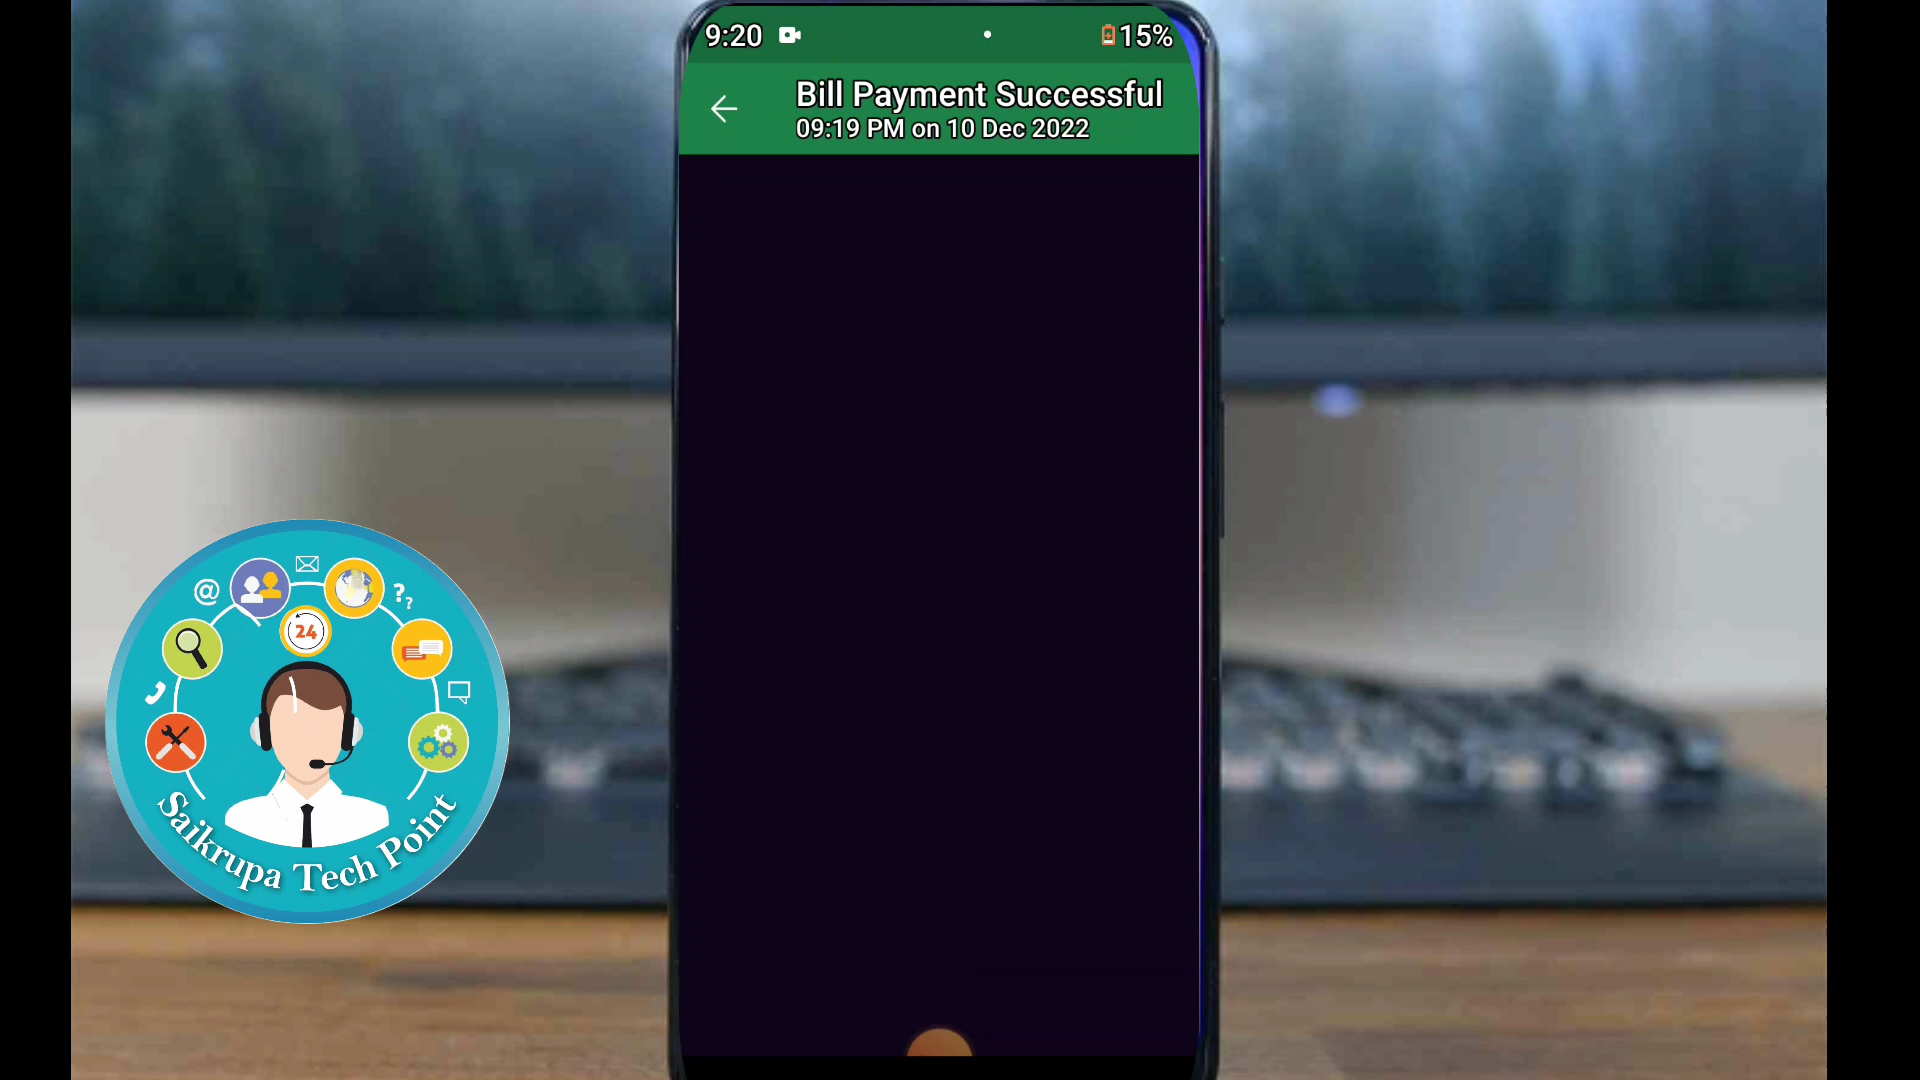 9:20
15%
Bill Payment Successful
09:19 PM on 10 Dec 2022
@
??
24
Saikrupa Tech Point